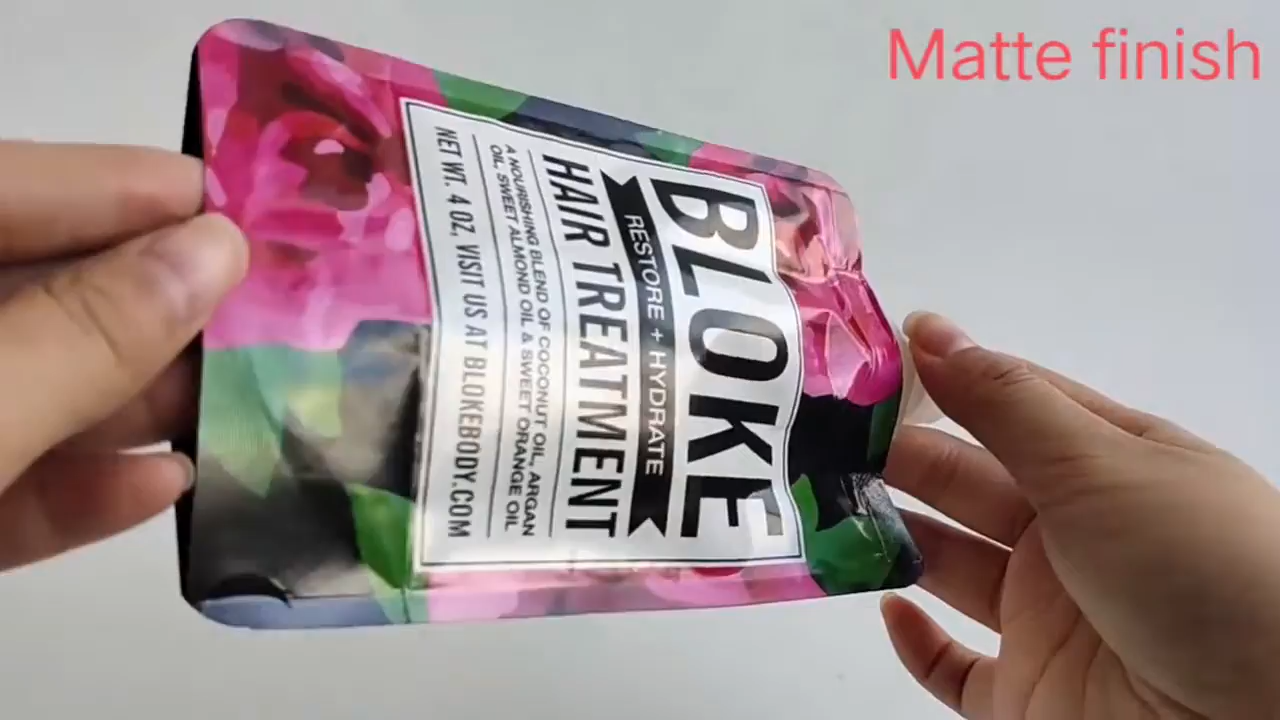 Matte finish
BLOKE
RESTORE + HYDRATE
HAIR TREATMENT
A NOURISHING BLEND OF COCONUT OIL, ARGAN
OIL, SWEET ALMOND OIL & SWEET ORANGE OIL
NET WT. 4 OZ, VISIT US AT BLOKEBODY.COM